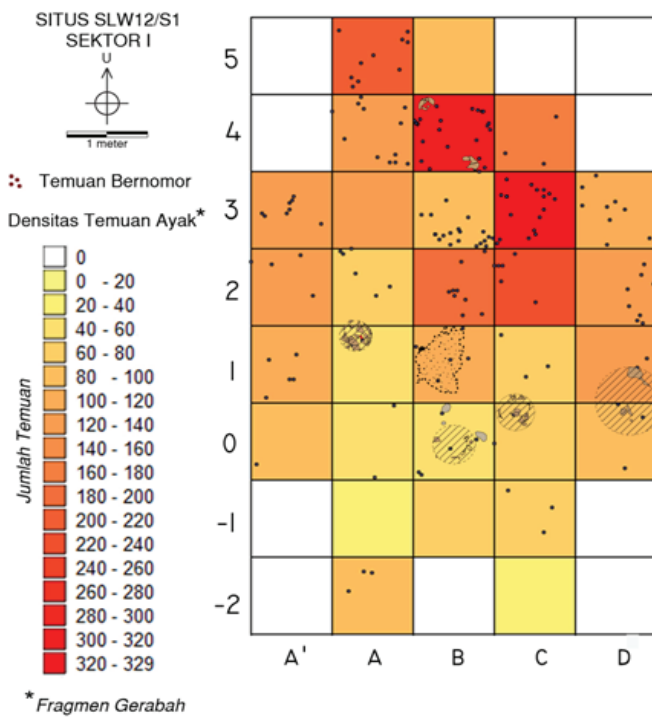 SITUS SLW12/S1
SEKTOR I
U
1 meter
Temuan Bernomor
Densitas Temuan Ayak*
Jumlah Temuan
0
0 - 20
20 - 40
40 - 60
60 - 80
80 - 100
100 - 120
120 - 140
140 - 160
160 - 180
180 - 200
200 - 220
220 - 240
240 - 260
260 - 280
280 - 300
300 - 320
320 - 329
* Fragmen Gerabah
5
4
3
2
1
0
-1
-2
A' A B C D